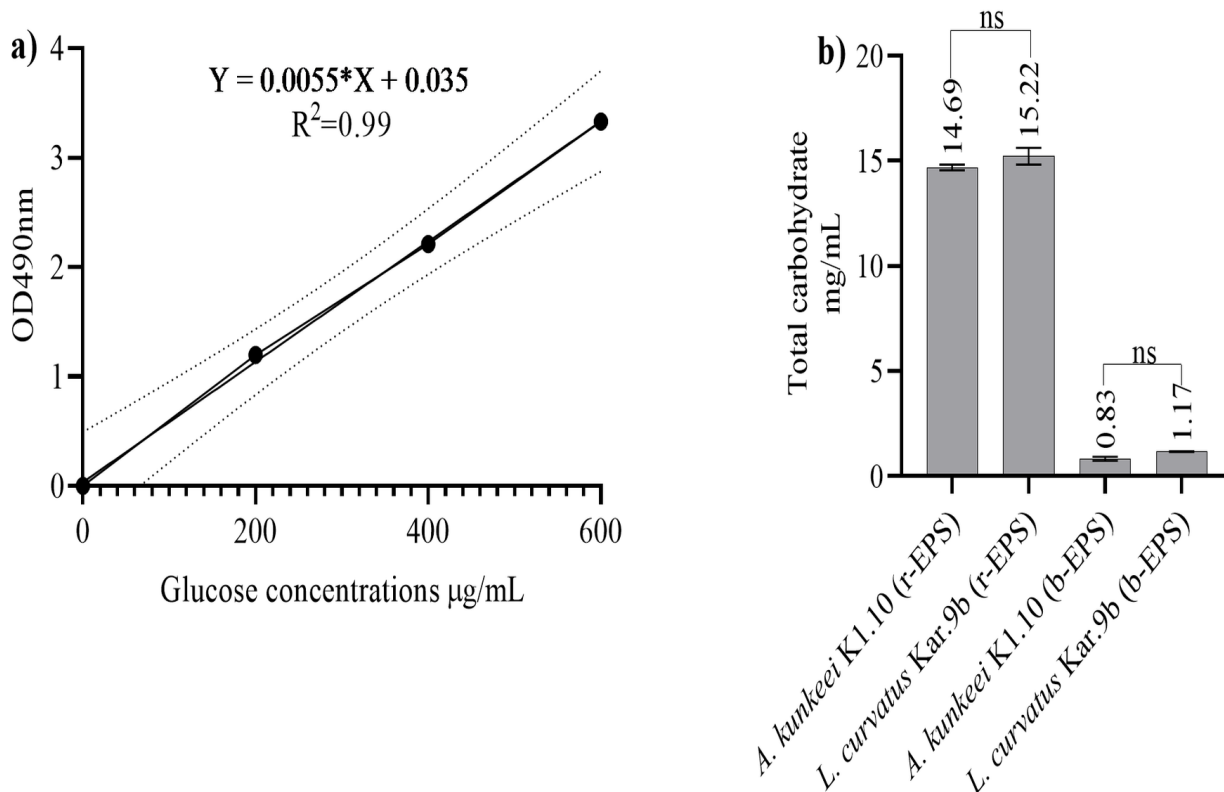 a)
Y = 0.0055*X + 0.035
R²=0.99
OD490nm
4
3
2
1
0
0
200
400
600
Glucose concentrations µg/mL
b)
ns
ns
Total carbohydrate
mg/mL
20
15
10
5
0
14.69
15.22
0.83
1.17
A. kunkeei K1.10 (r-EPS)
L. curvatus Kar.9b (r-EPS)
A. kunkeei K1.10 (b-EPS)
L. curvatus Kar.9b (b-EPS)